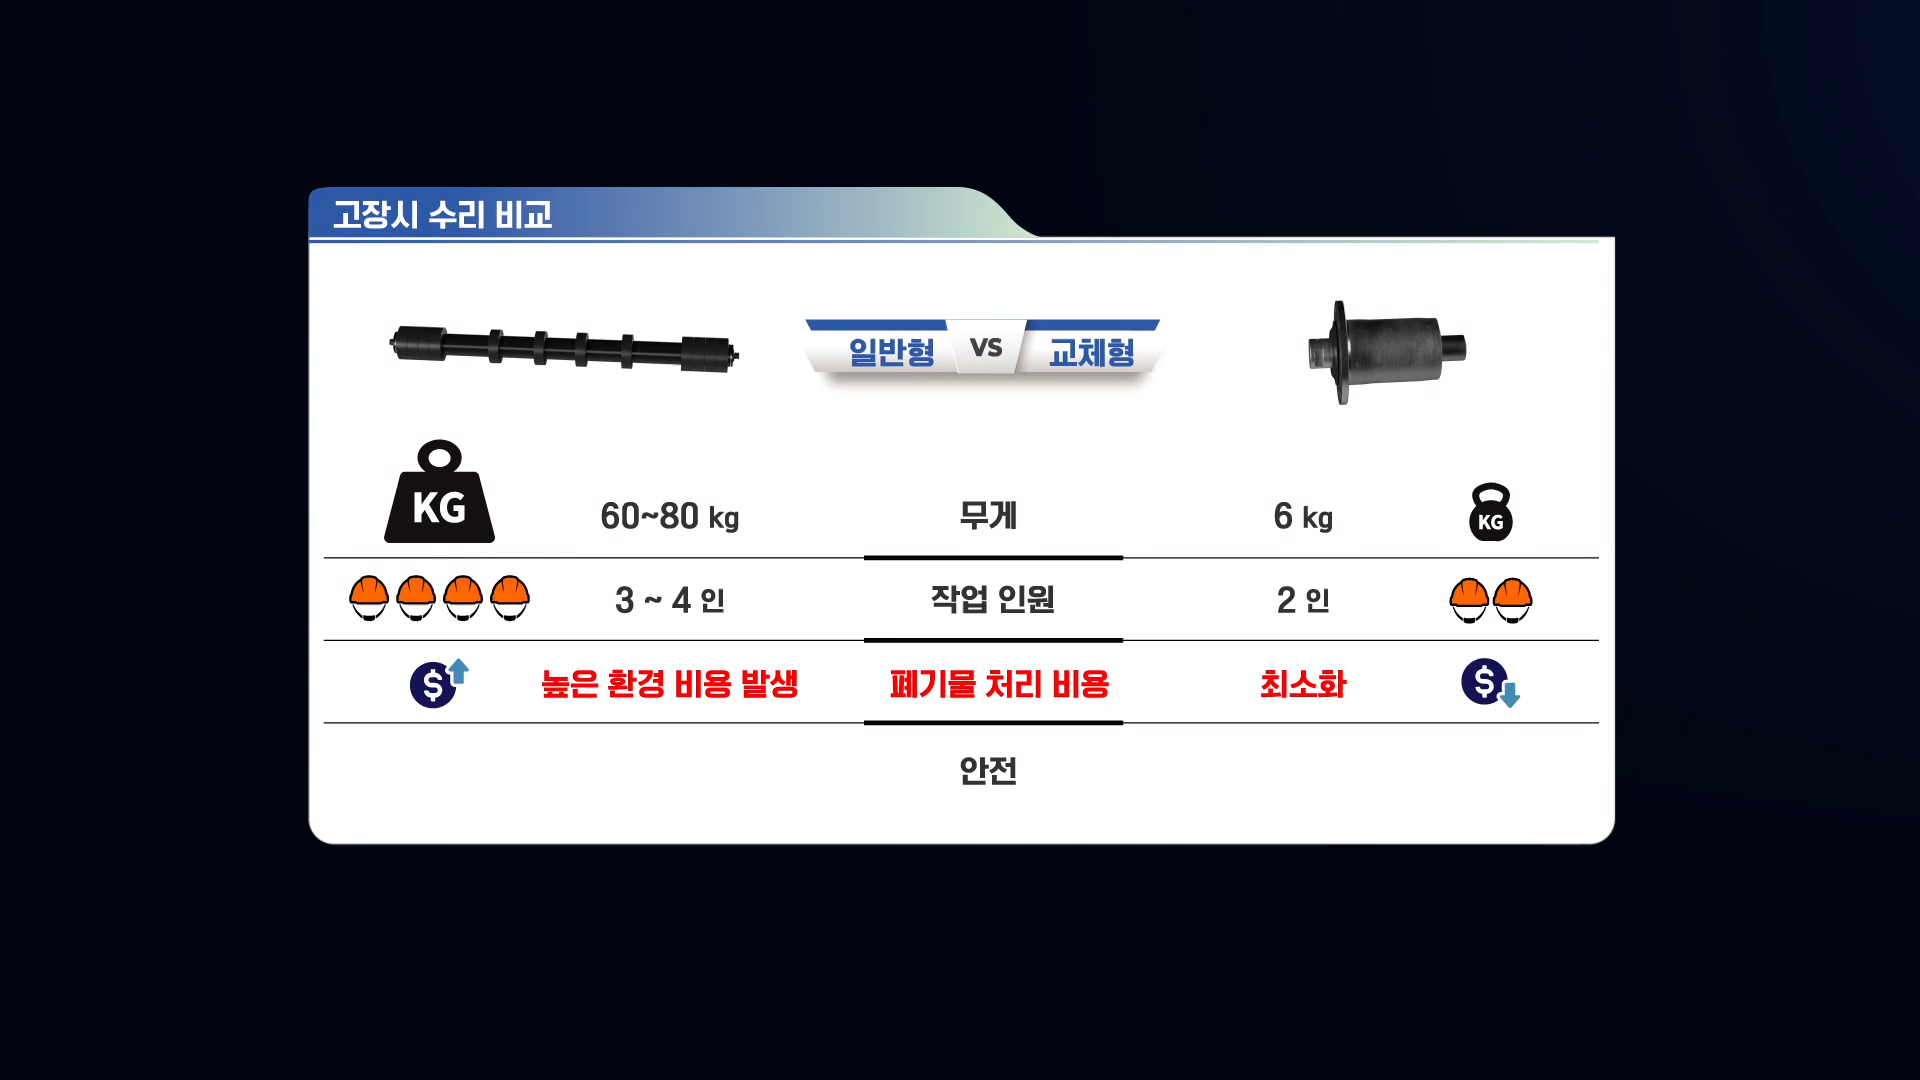 고장시 수리 비교
일반형 VS 교체형
KG 60~80 kg 무게 6 kg KG
3 ~ 4 인 작업 인원 2 인
$ 높은 환경 비용 발생 폐기물 처리 비용 최소화 $
안전